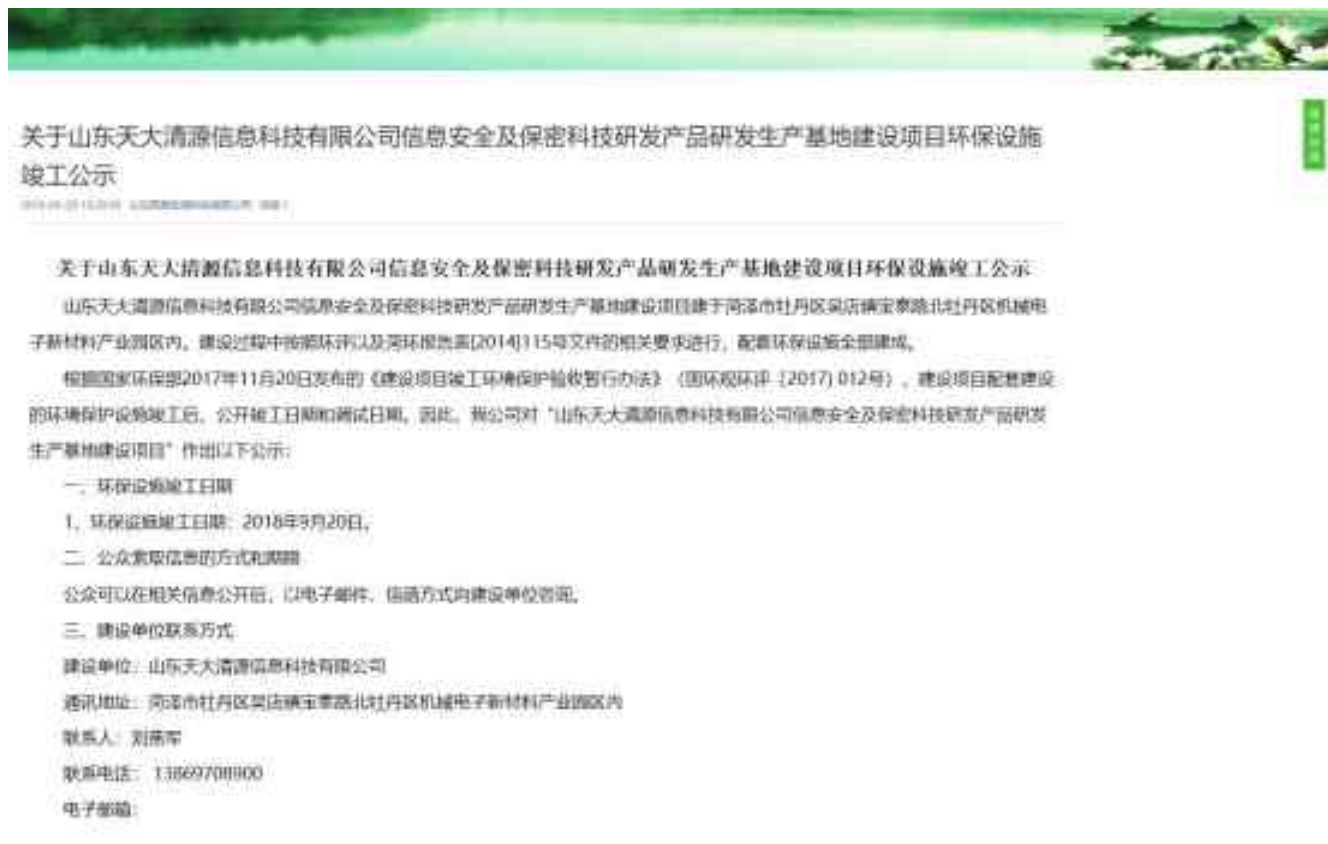 关于山东天大清源信息科技有限公司信息安全及保密科技研发产品研发生产基地建设项目环保设施
竣工公示
关于山东天大清源信息科技有限公司信息安全及保密科技研发产品研发生产基地建设项目环保设施竣工公示
山东天大清源信息科技有限公司信息安全及保密科技研发产品研发生产基地建设项目建于菏泽市牡丹区吴店镇宝泰路北牡丹区机械电
子新材料产业园区内。建设过程中按照环评以及菏环报告表[2014]115号文件的相关要求进行，配套环保设施全部建成。
根据国家环保部2017年11月20日发布的《建设项目竣工环境保护验收暂行办法》（国环规环评〔2017〕012号），建设项目配套建设
的环境保护设施竣工后，公开竣工日期和调试日期。因此，我公司对“山东天大清源信息科技有限公司信息安全及保密科技研发产品研发
生产基地建设项目”作出以下公示：
一、环保设施竣工日期
1、环保设施竣工日期：2018年9月20日。
二、公众索取信息的方式和期限
公众可以在相关信息公开后，以电子邮件、信函方式向建设单位咨询。
三、建设单位联系方式
建设单位：山东天大清源信息科技有限公司
通讯地址：菏泽市牡丹区吴店镇宝泰路北牡丹区机械电子新材料产业园区内
联系人：刘
联系电话： 13869708900
电子邮箱：